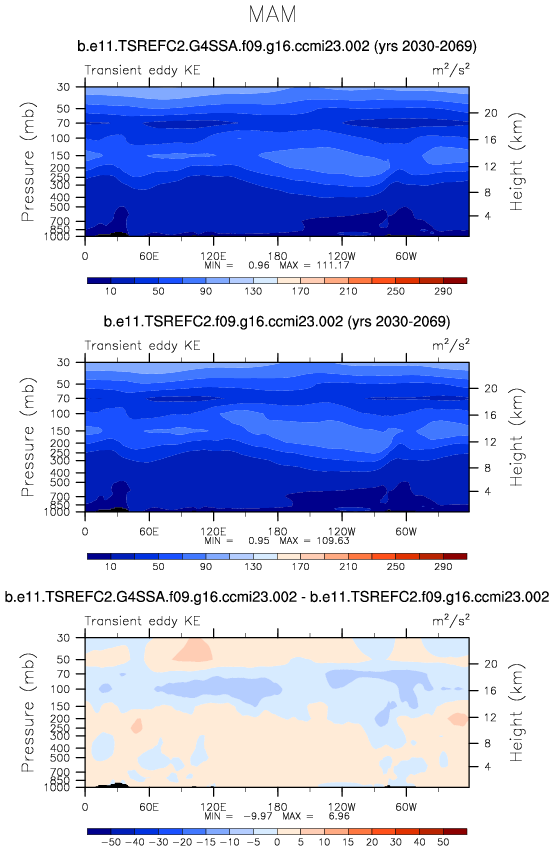 MAM
b.e11.TSREFC2.G4SSA.f09.g16.ccmi23.002 (yrs 2030-2069)
Transient eddy KE m²/s²
Pressure (mb)
30
50
70
100
150
200
250
300
400
500
700
850
1000
20
16
12
8
4
Height (km)
0 60E 120E 180 120W 60W
MIN = 0.96 MAX = 111.17
10 50 90 130 170 210 250 290
b.e11.TSREFC2.f09.g16.ccmi23.002 (yrs 2030-2069)
Transient eddy KE m²/s²
Pressure (mb)
30
50
70
100
150
200
250
300
400
500
700
850
1000
20
16
12
8
4
Height (km)
0 60E 120E 180 120W 60W
MIN = 0.95 MAX = 109.63
10 50 90 130 170 210 250 290
b.e11.TSREFC2.G4SSA.f09.g16.ccmi23.002 - b.e11.TSREFC2.f09.g16.ccmi23.002
Transient eddy KE m²/s²
Pressure (mb)
30
50
70
100
150
200
250
300
400
500
700
850
1000
20
16
12
8
4
Height (km)
0 60E 120E 180 120W 60W
MIN = -9.97 MAX = 6.96
-50 -40 -30 -20 -15 -10 -5 0 5 10 15 20 30 40 50